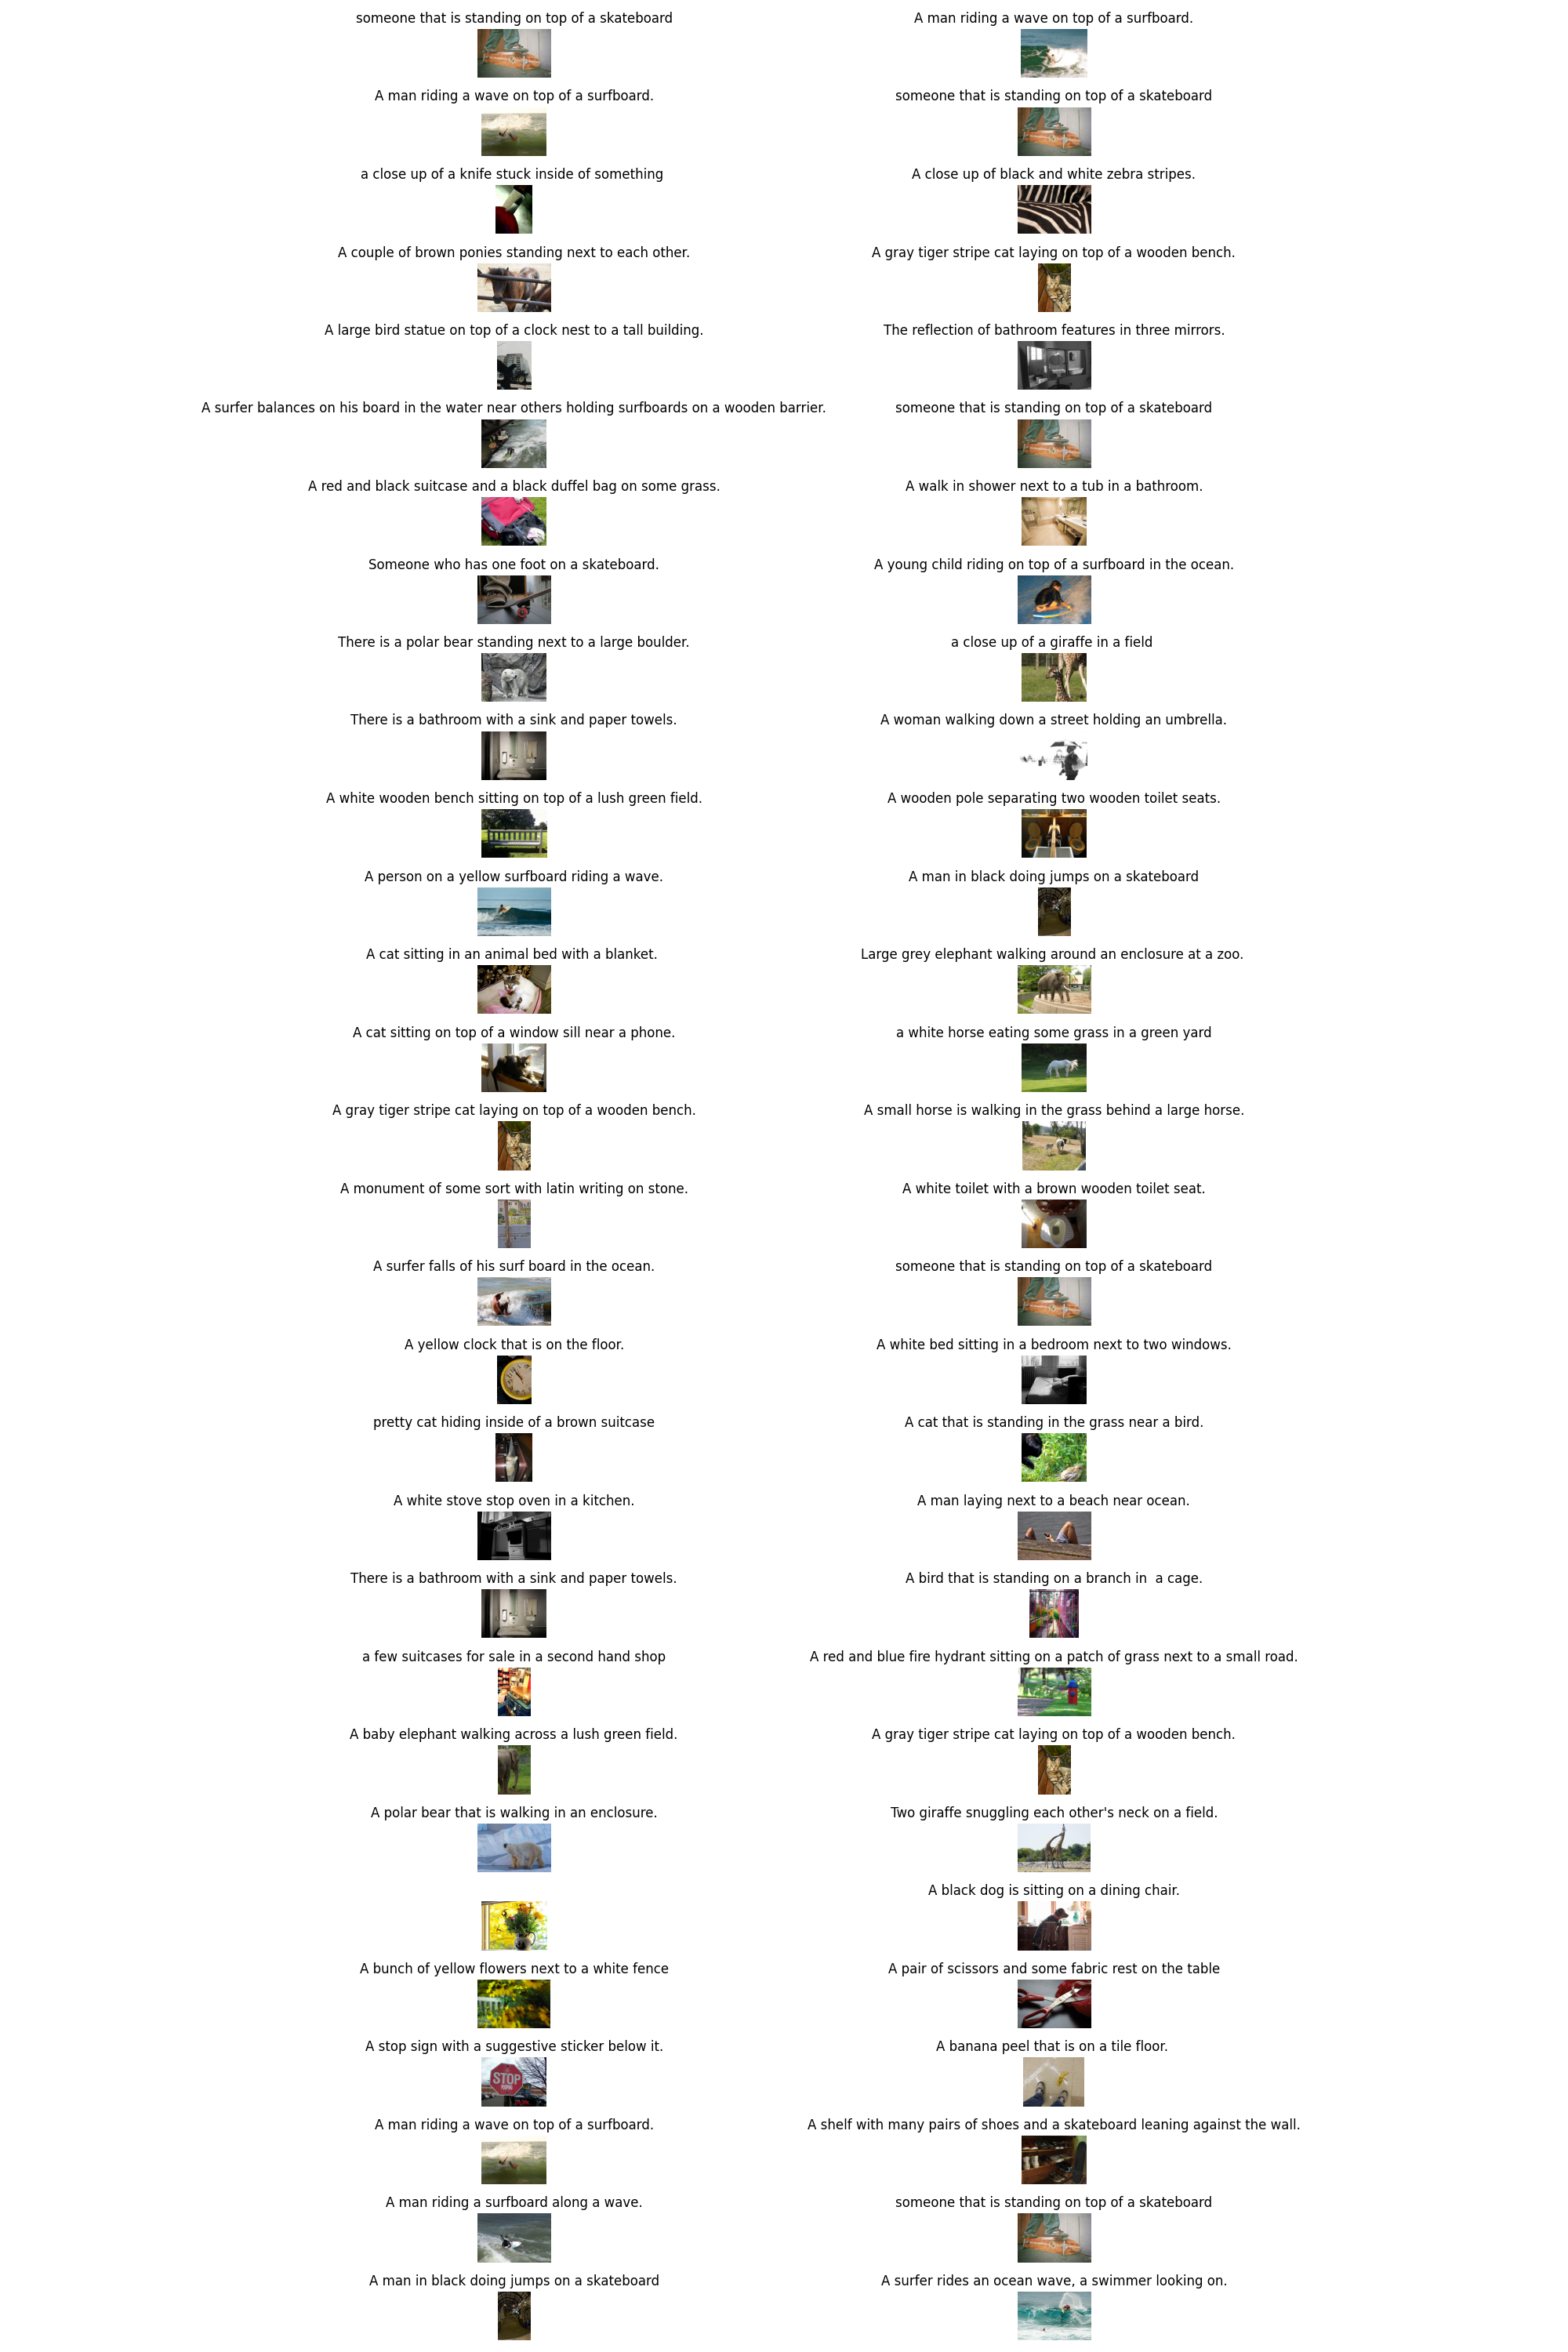 someone that is standing on top of a skateboard
A man riding a wave on top of a surfboard.
A man riding a wave on top of a surfboard.
someone that is standing on top of a skateboard
a close up of a knife stuck inside of something
A close up of black and white zebra stripes.
A couple of brown ponies standing next to each other.
A gray tiger stripe cat laying on top of a wooden bench.
A large bird statue on top of a clock nest to a tall building.
The reflection of bathroom features in three mirrors.
A surfer balances on his board in the water near others holding surfboards on a wooden barrier.
someone that is standing on top of a skateboard
A red and black suitcase and a black duffel bag on some grass.
A walk in shower next to a tub in a bathroom.
Someone who has one foot on a skateboard.
A young child riding on top of a surfboard in the ocean.
There is a polar bear standing next to a large boulder.
a close up of a giraffe in a field
There is a bathroom with a sink and paper towels.
A woman walking down a street holding an umbrella.
A white wooden bench sitting on top of a lush green field.
A wooden pole separating two wooden toilet seats.
A person on a yellow surfboard riding a wave.
A man in black doing jumps on a skateboard
A cat sitting in an animal bed with a blanket.
Large grey elephant walking around an enclosure at a zoo.
A cat sitting on top of a window sill near a phone.
a white horse eating some grass in a green yard
A gray tiger stripe cat laying on top of a wooden bench.
A small horse is walking in the grass behind a large horse.
A monument of some sort with latin writing on stone.
A white toilet with a brown wooden toilet seat.
A surfer falls of his surf board in the ocean.
someone that is standing on top of a skateboard
A yellow clock that is on the floor.
A white bed sitting in a bedroom next to two windows.
pretty cat hiding inside of a brown suitcase
A cat that is standing in the grass near a bird.
A white stove stop oven in a kitchen.
A man laying next to a beach near ocean.
There is a bathroom with a sink and paper towels.
A bird that is standing on a branch in  a cage.
a few suitcases for sale in a second hand shop
A red and blue fire hydrant sitting on a patch of grass next to a small road.
A baby elephant walking across a lush green field.
A gray tiger stripe cat laying on top of a wooden bench.
A polar bear that is walking in an enclosure.
Two giraffe snuggling each other's neck on a field.
A black dog is sitting on a dining chair.
A bunch of yellow flowers next to a white fence
A pair of scissors and some fabric rest on the table
A stop sign with a suggestive sticker below it.
A banana peel that is on a tile floor.
STOP
A man riding a wave on top of a surfboard.
A shelf with many pairs of shoes and a skateboard leaning against the wall.
A man riding a surfboard along a wave.
someone that is standing on top of a skateboard
A man in black doing jumps on a skateboard
A surfer rides an ocean wave, a swimmer looking on.